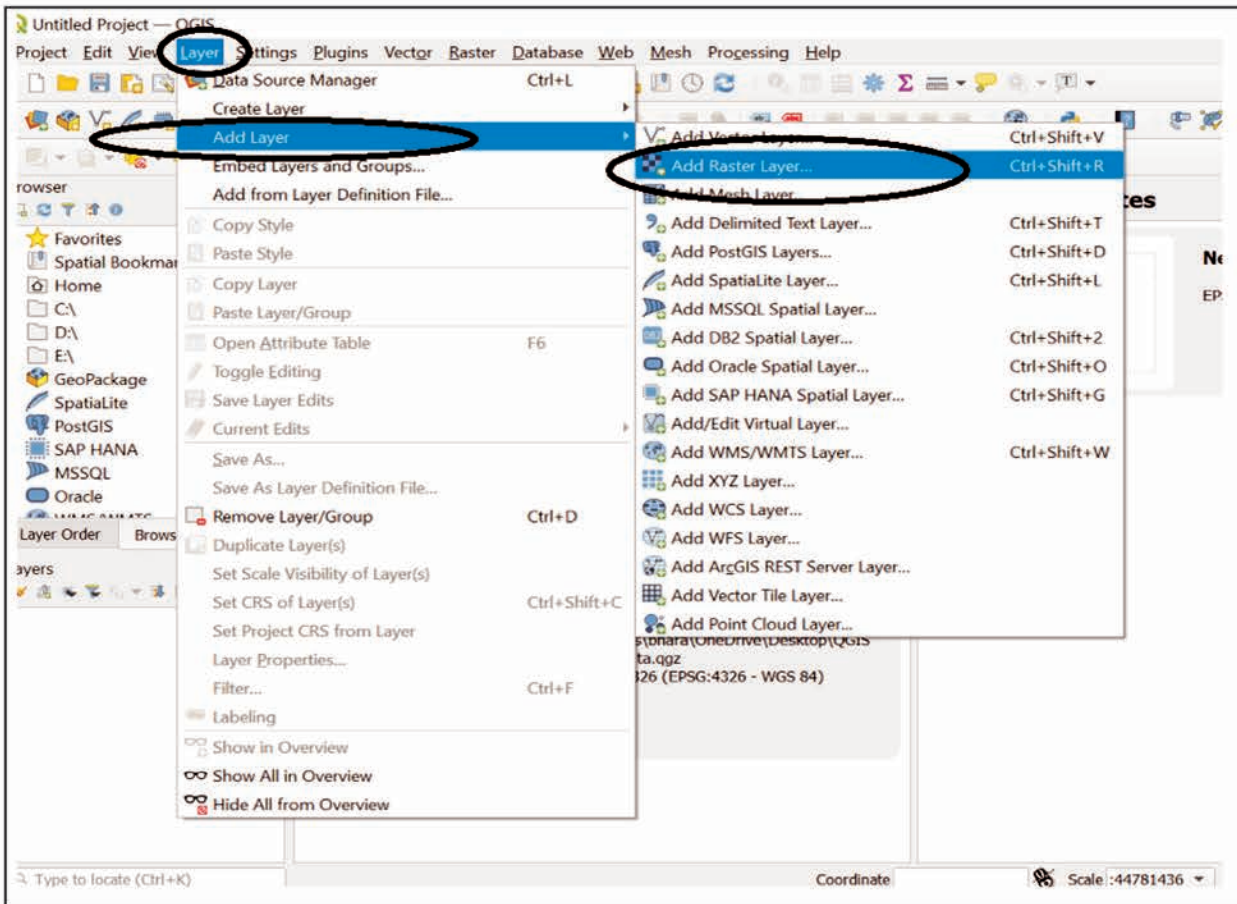 Untitled Project — QGIS
Project Edit View Layer Settings Plugins Vector Raster Database Web Mesh Processing Help
Data Source Manager Ctrl+L
Create Layer
Add Layer
Embed Layers and Groups...
Add from Layer Definition File...
Copy Style
Paste Style
Copy Layer
Paste Layer/Group
Open Attribute Table F6
Toggle Editing
Save Layer Edits
Current Edits
Save As...
Save As Layer Definition File...
Remove Layer/Group Ctrl+D
Duplicate Layer(s)
Set Scale Visibility of Layer(s)
Set CRS of Layer(s) Ctrl+Shift+C
Set Project CRS from Layer
Layer Properties...
Filter... Ctrl+F
Labeling
Show in Overview
Show All in Overview
Hide All from Overview
Add Vector Layer... Ctrl+Shift+V
Add Raster Layer... Ctrl+Shift+R
Add Mesh Layer...
Add Delimited Text Layer... Ctrl+Shift+T
Add PostGIS Layers... Ctrl+Shift+D
Add SpatiaLite Layer... Ctrl+Shift+L
Add MSSQL Spatial Layer...
Add DB2 Spatial Layer... Ctrl+Shift+2
Add Oracle Spatial Layer... Ctrl+Shift+O
Add SAP HANA Spatial Layer... Ctrl+Shift+G
Add/Edit Virtual Layer...
Add WMS/WMTS Layer... Ctrl+Shift+W
Add XYZ Layer...
Add WCS Layer...
Add WFS Layer...
Add ArcGIS REST Server Layer...
Add Vector Tile Layer...
Add Point Cloud Layer...
rowser
Favorites
Spatial Bookmar
Home
C:\
D:\
E:\
GeoPackage
SpatiaLite
PostGIS
SAP HANA
MSSQL
Oracle
WMS/WMTS
Layer Order Brows
ayers
tes
Ne
EP
s\bhara\OneDrive\Desktop\QGIS
ta.qgz
326 (EPSG:4326 - WGS 84)
Type to locate (Ctrl+K) Coordinate Scale :44781436